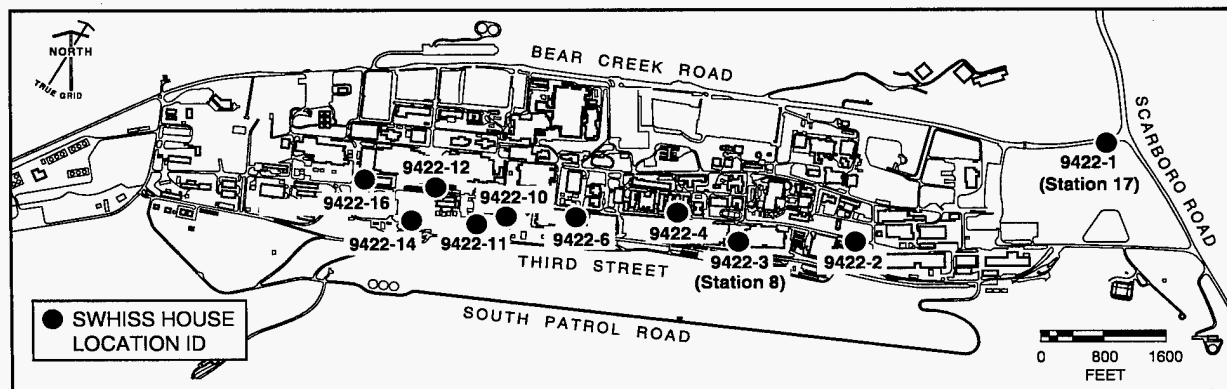 NORTH
TRUE GRID
BEAR CREEK ROAD
SCARBORO ROAD
9422-1
(Station 17)
9422-12
9422-16
9422-10
9422-14
9422-11
9422-6
9422-4
9422-3
(Station 8)
9422-2
THIRD STREET
SOUTH PATROL ROAD
SWHISS HOUSE
LOCATION ID
0 800 1600
FEET